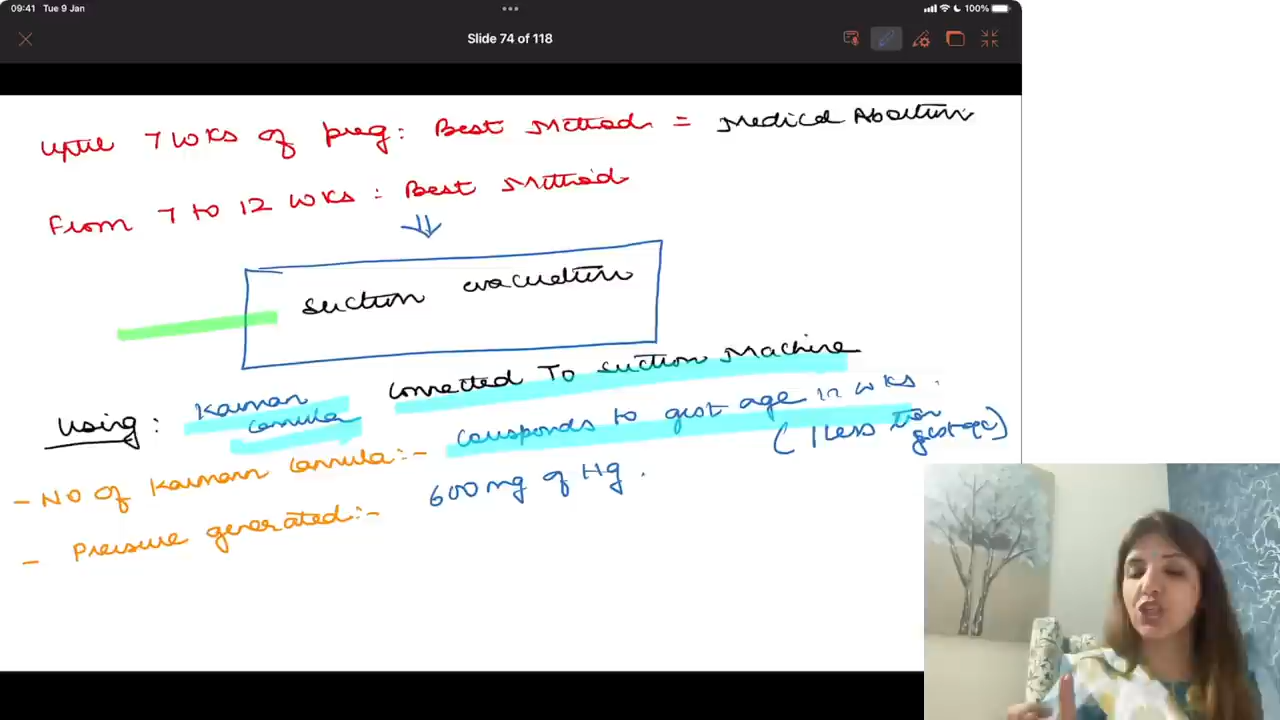 09:41 Tue 9 Jan
100%
Slide 74 of 118
Uptil 7 WKS of preg: Best Method = Medical Abortion
From 7 to 12 WKS : Best Method
Suction evacuation
Using : Karman Cannula Connected To Suction Machine
- NO Of Karman Cannula:- Corresponds to gest age in WKS.
(1 Less than gest age)
- Pressure generated:- 600 mg of Hg.